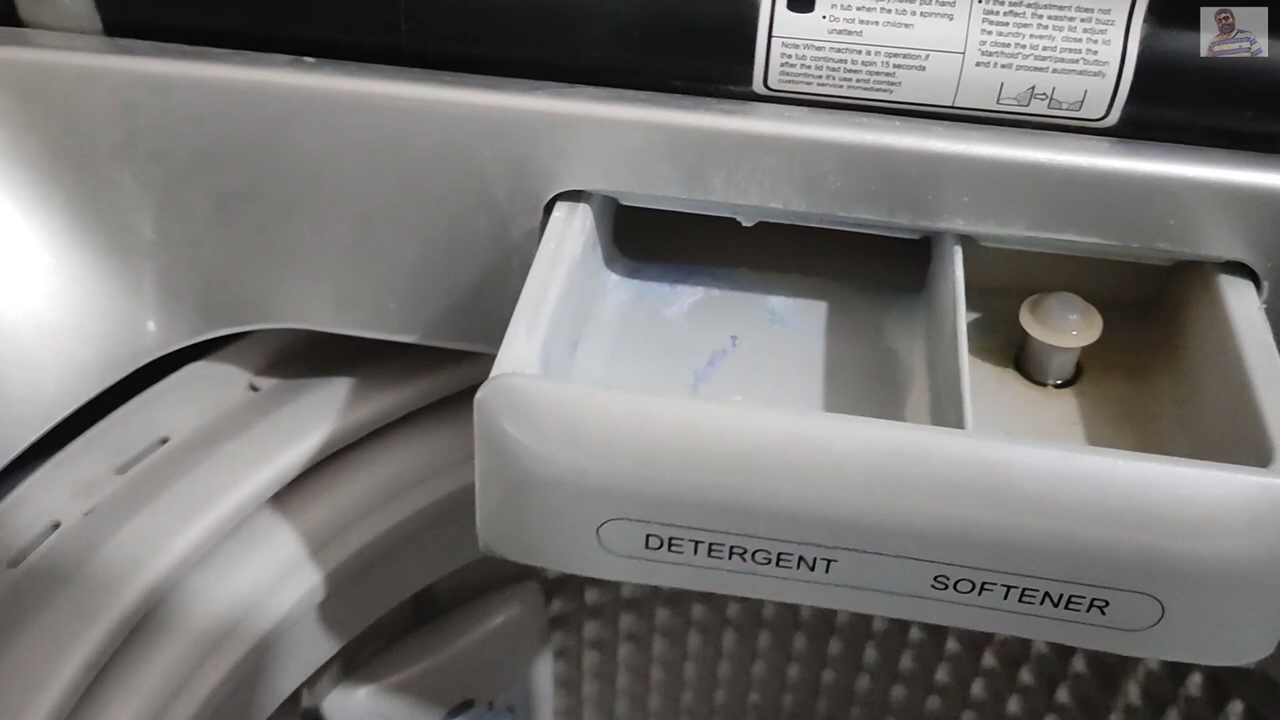 in tub when the tub is spinning.
• Do not leave children
unattend.
Note:When machine is in operation,if
the tub continues to spin 15 seconds
after the lid had been opened,
discontinue it's use and contact
customer service immediately
• If the self-adjustment does not
take effect, the washer will buzz
Please open the top lid, adjust
the laundry evenly, close the lid
or close the lid and press the
"start/hold"or"start/pause"button
and it will proceed automatically.
DETERGENT SOFTENER